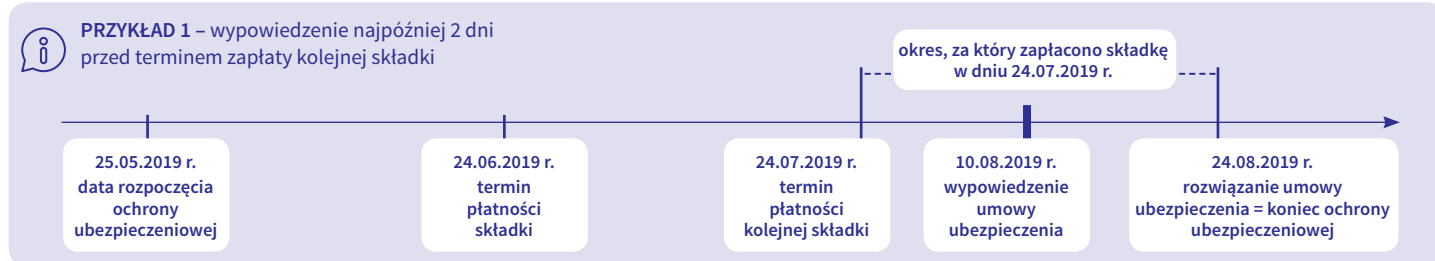 PRZYKŁAD 1 – wypowiedzenie najpóźniej 2 dni
przed terminem zapłaty kolejnej składki
okres, za który zapłacono składkę
w dniu 24.07.2019 r.
25.05.2019 r.
data rozpoczęcia
ochrony
ubezpieczeniowej
24.06.2019 r.
termin
płatności
składki
24.07.2019 r.
termin
płatności
kolejnej składki
10.08.2019 r.
wypowiedzenie
umowy
ubezpieczenia
24.08.2019 r.
rozwiązanie umowy
ubezpieczenia = koniec ochrony
ubezpieczeniowej